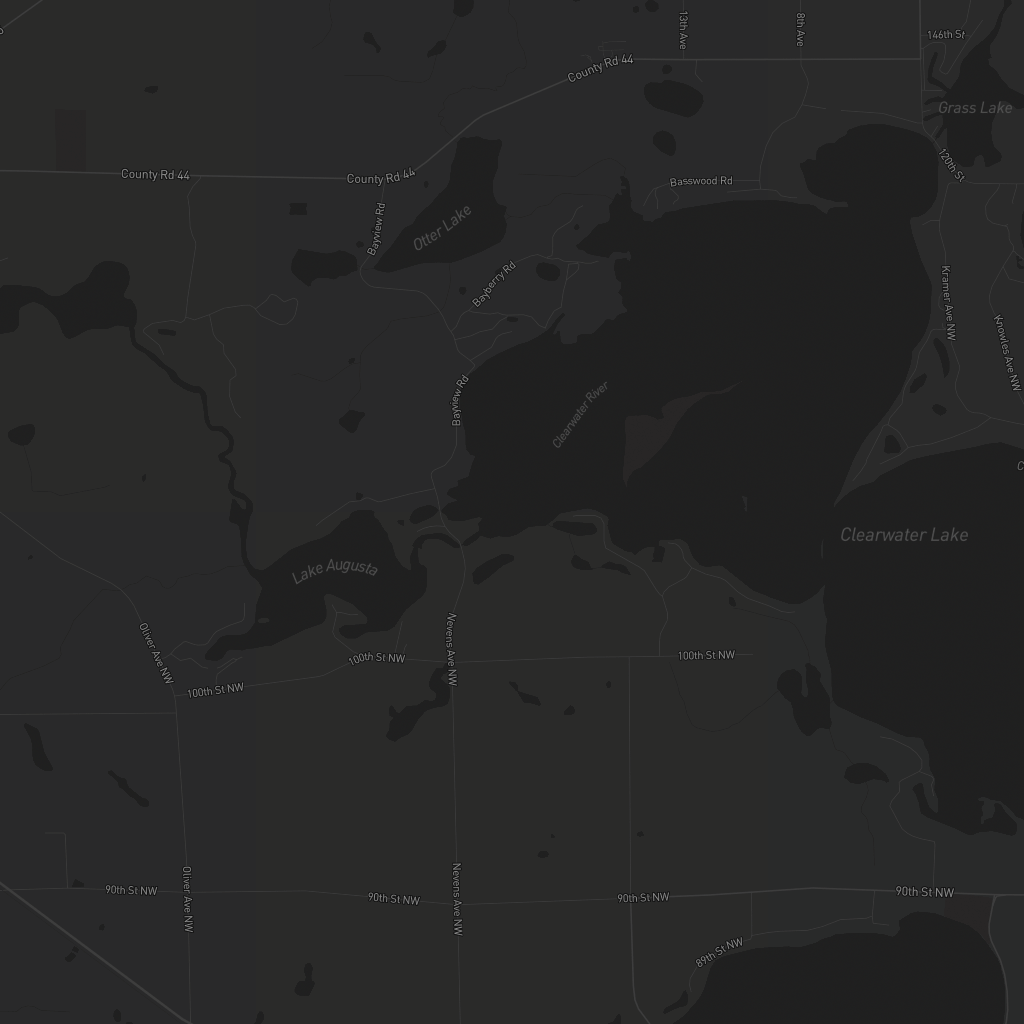 13th Ave
8th Ave
146th St
County Rd 44
Grass Lake
120th St
County Rd 44
County Rd 44
Basswood Rd
Bayview Rd
Otter Lake
Bayberry Rd
Kramer Ave NW
Knowles Ave NW
Bayview Rd
Clearwater River
C
Clearwater Lake
Lake Augusta
Oliver Ave NW
Nevens Ave NW
100th St NW
100th St NW
100th St NW
90th St NW
Oliver Ave NW
90th St NW
Nevens Ave NW
90th St NW
90th St NW
89th St NW